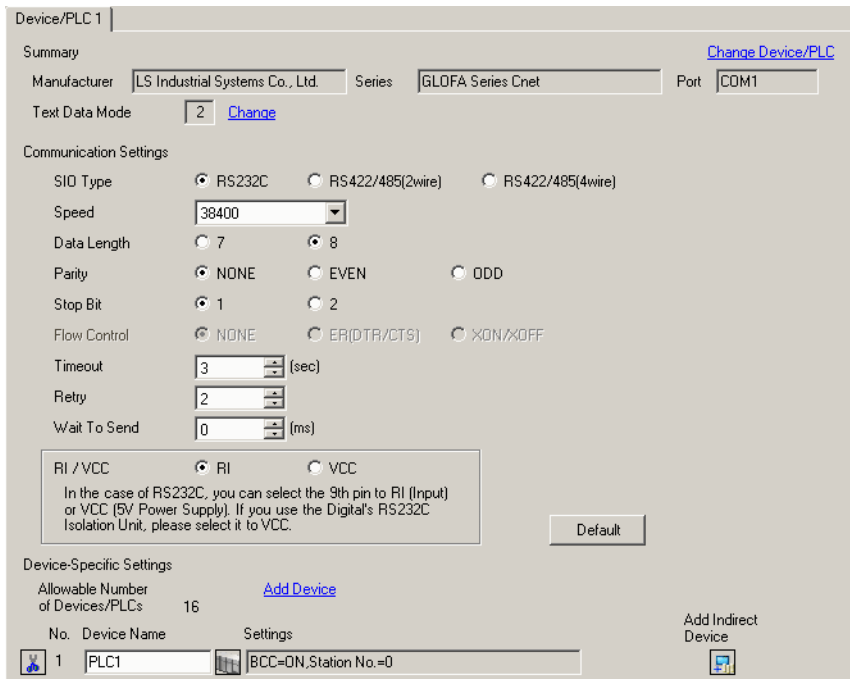 Device/PLC 1
Summary
Change Device/PLC
Manufacturer LS Industrial Systems Co., Ltd. Series GLOFA Series Cnet Port COM1
Text Data Mode 2 Change
Communication Settings
SIO Type RS232C RS422/485(2wire) RS422/485(4wire)
Speed 38400
Data Length 7 8
Parity NONE EVEN ODD
Stop Bit 1 2
Flow Control NONE ER(DTR/CTS) XON/XOFF
Timeout 3 (sec)
Retry 2
Wait To Send 0 (ms)
RI / VCC RI VCC
In the case of RS232C, you can select the 9th pin to RI (Input)
or VCC (5V Power Supply). If you use the Digital's RS232C
Isolation Unit, please select it to VCC.
Default
Device-Specific Settings
Allowable Number
of Devices/PLCs 16
Add Device
No. Device Name Settings
Add Indirect
Device
1 PLC1 BCC=ON,Station No.=0